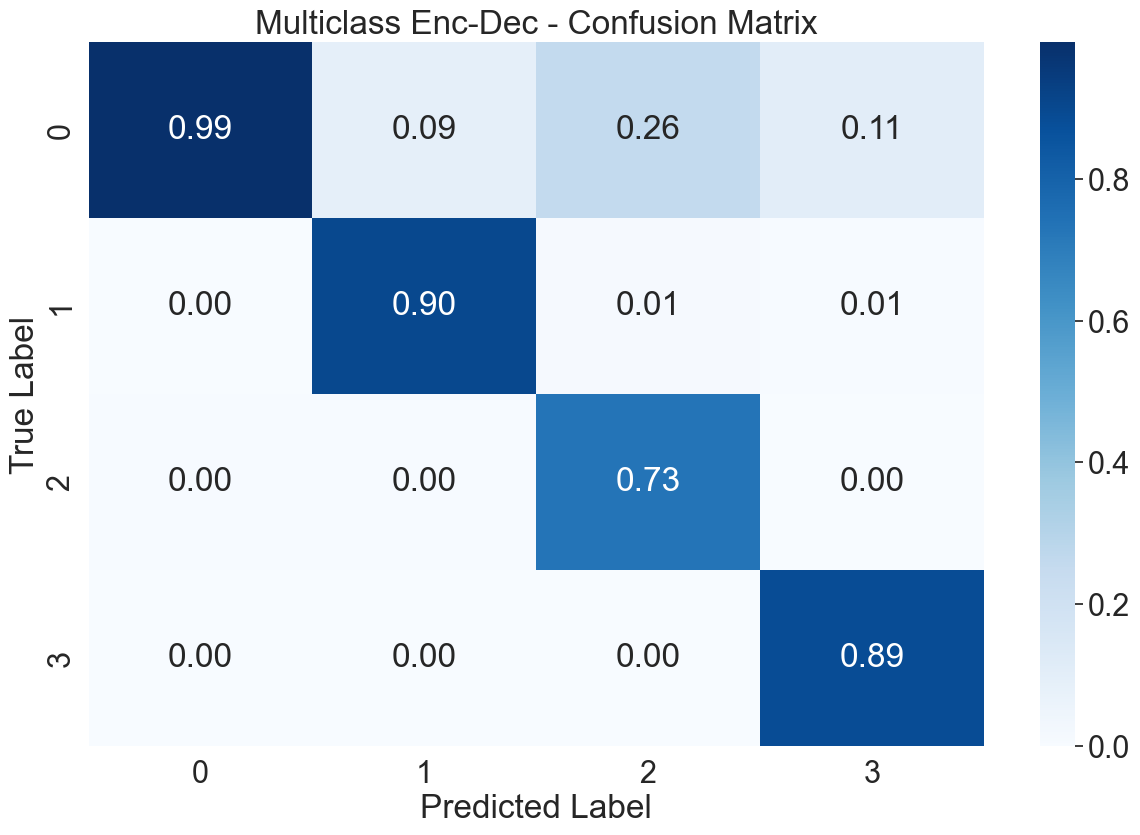 Multiclass Enc-Dec - Confusion Matrix
True Label
0 0.99 0.09 0.26 0.11
1 0.00 0.90 0.01 0.01
2 0.00 0.00 0.73 0.00
3 0.00 0.00 0.00 0.89
0 1 2 3
Predicted Label
0.8
0.6
0.4
0.2
0.0